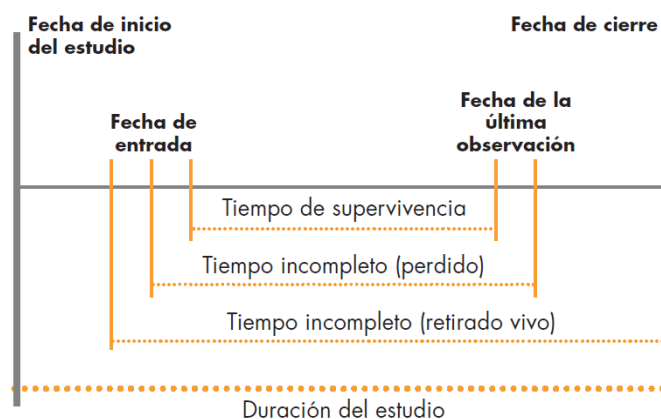 Fecha de inicio
del estudio
Fecha de cierre
Fecha de
entrada
Fecha de la
última
observación
Tiempo de supervivencia
Tiempo incompleto (perdido)
Tiempo incompleto (retirado vivo)
Duración del estudio